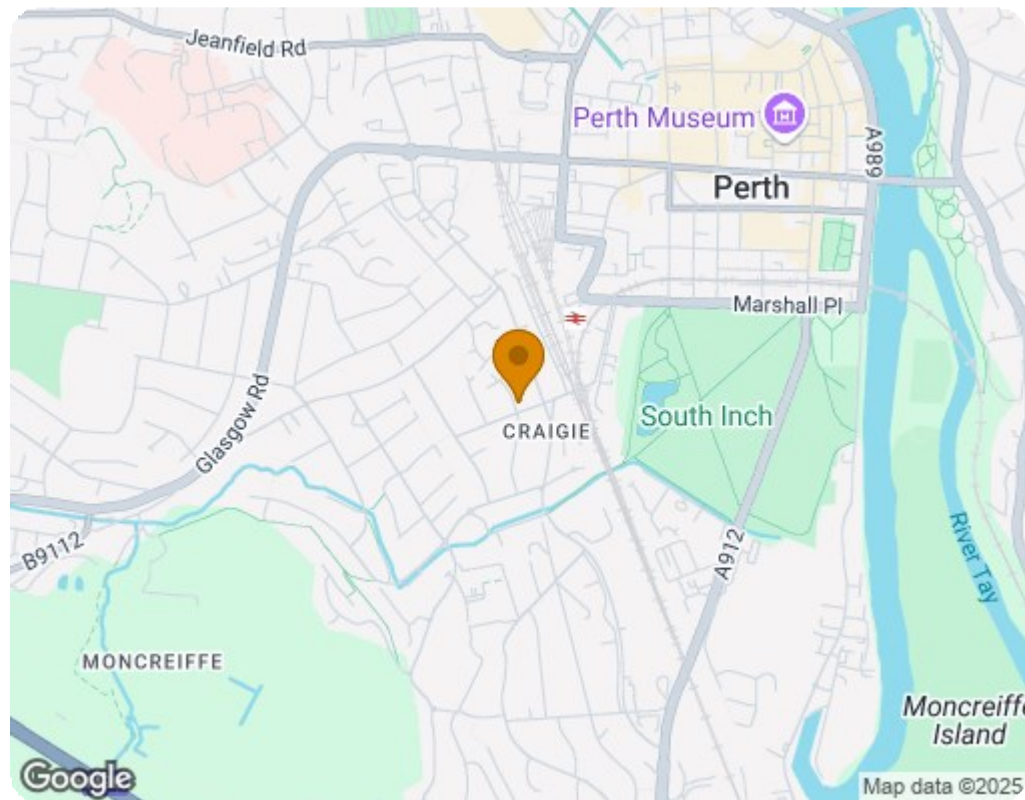 Jeanfield Rd
Perth Museum
A989
Perth
Marshall Pl
Glasgow Rd
CRAIGIE
South Inch
B9112
A912
River Tay
MONCREIFFE
Moncreiffe
Island
Google
Map data ©2025